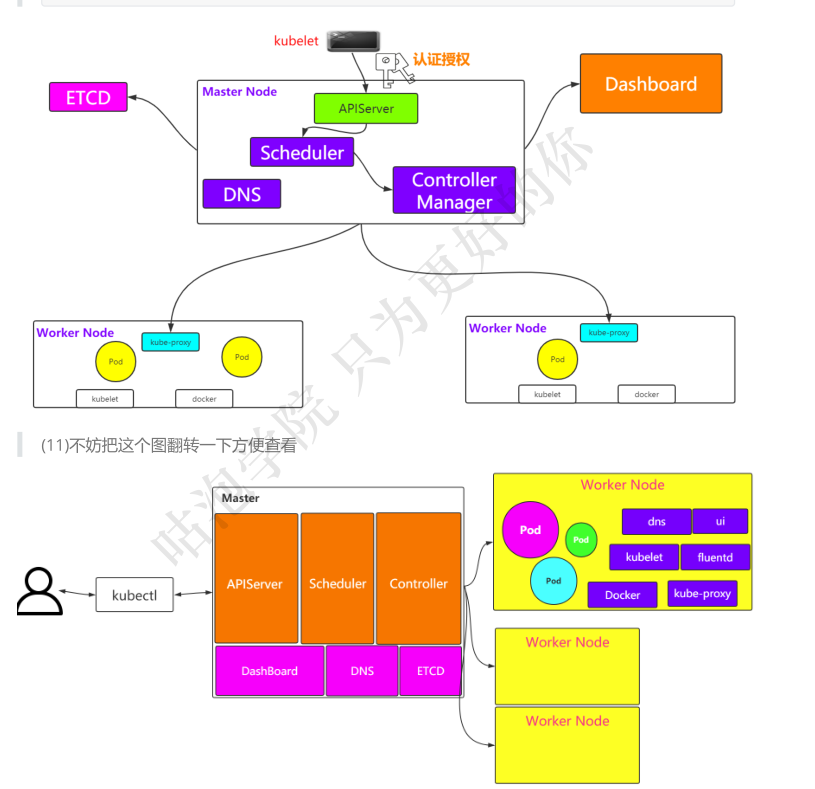 kubelet
认证授权
ETCD
Master Node
APIServer
Dashboard
Scheduler
DNS
Controller
Manager
Worker Node
kube-proxy
Pod
Pod
kubelet
docker
Worker Node
kube-proxy
Pod
kubelet
docker
咕泡学院 只为更好的你
(11)不妨把这个图翻转一下方便查看
Master
APIServer
Scheduler
Controller
kubectl
DashBoard
DNS
ETCD
Worker Node
Pod
Pod
Pod
dns
ui
kubelet
fluentd
Docker
kube-proxy
Worker Node
Worker Node